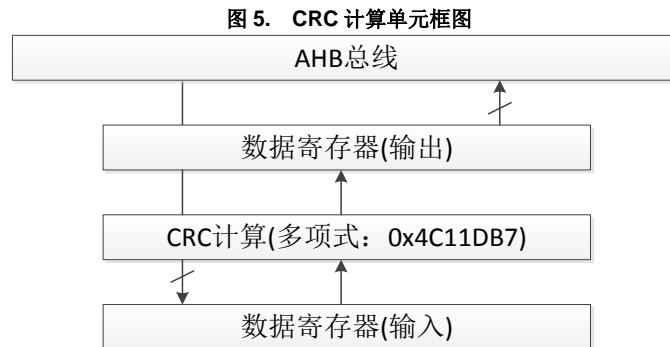 图 5. CRC 计算单元框图
AHB总线
数据寄存器(输出)
CRC计算(多项式：0x4C11DB7)
数据寄存器(输入)